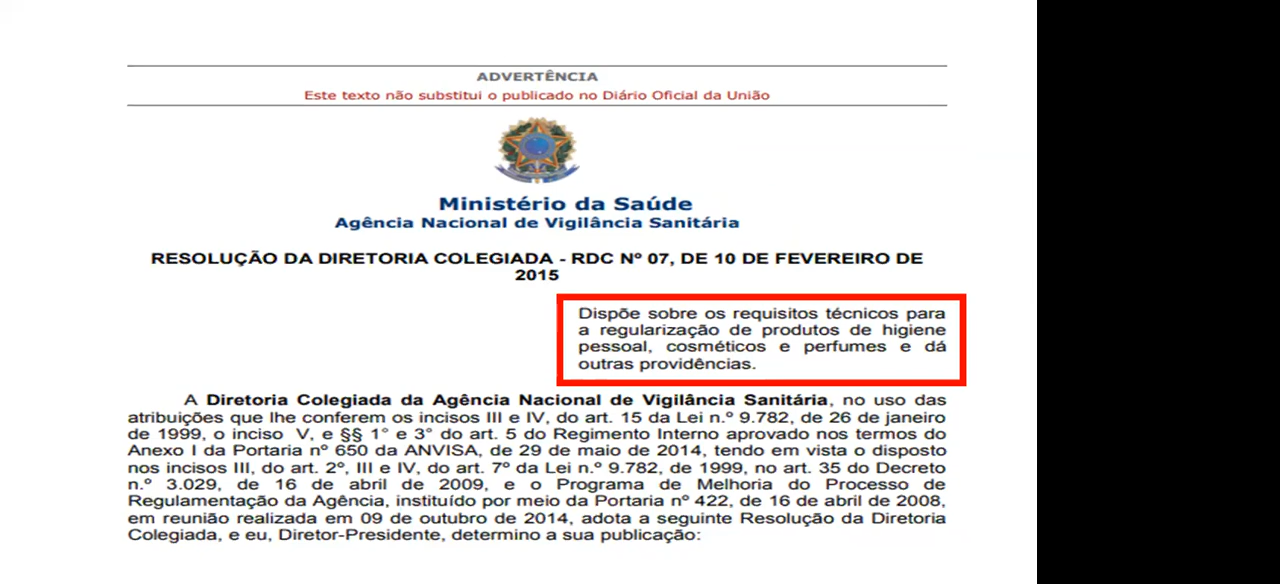 ADVERTÊNCIA
Este texto não substitui o publicado no Diário Oficial da União
Ministério da Saúde
Agência Nacional de Vigilância Sanitária
RESOLUÇÃO DA DIRETORIA COLEGIADA - RDC Nº 07, DE 10 DE FEVEREIRO DE
2015
Dispõe sobre os requisitos técnicos para
a regularização de produtos de higiene
pessoal, cosméticos e perfumes e dá
outras providências.
A Diretoria Colegiada da Agência Nacional de Vigilância Sanitária, no uso das
atribuições que lhe conferem os incisos III e IV, do art. 15 da Lei n.º 9.782, de 26 de janeiro
de 1999, o inciso V, e §§ 1° e 3° do art. 5 do Regimento Interno aprovado nos termos do
Anexo I da Portaria nº 650 da ANVISA, de 29 de maio de 2014, tendo em vista o disposto
nos incisos III, do art. 2º, III e IV, do art. 7º da Lei n.º 9.782, de 1999, no art. 35 do Decreto
n.º 3.029, de 16 de abril de 2009, e o Programa de Melhoria do Processo de
Regulamentação da Agência, instituído por meio da Portaria nº 422, de 16 de abril de 2008,
em reunião realizada em 09 de outubro de 2014, adota a seguinte Resolução da Diretoria
Colegiada, e eu, Diretor-Presidente, determino a sua publicação: